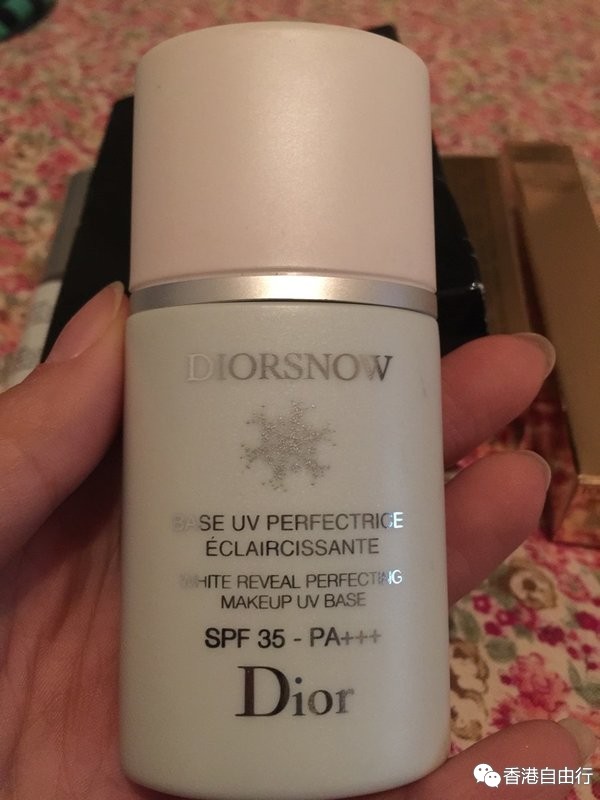 DIORSNOW
BASE UV PERFECTRICE
ÉCLAIRCISSANTE
WHITE REVEAL PERFECTING
MAKEUP UV BASE
SPF 35 - PA+++
Dior
香港自由行